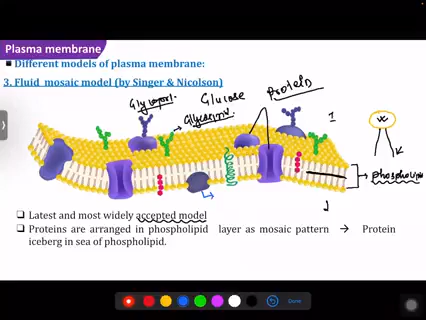 Plasma membrane
■ Different models of plasma membrane:
3. Fluid mosaic model (by Singer & Nicolson)
Glucose
Protein
phospholipi
❑ Latest and most widely accepted model
❑ Proteins are arranged in phospholipid layer as mosaic pattern → Protein
iceberg in sea of phospholipid.
Done